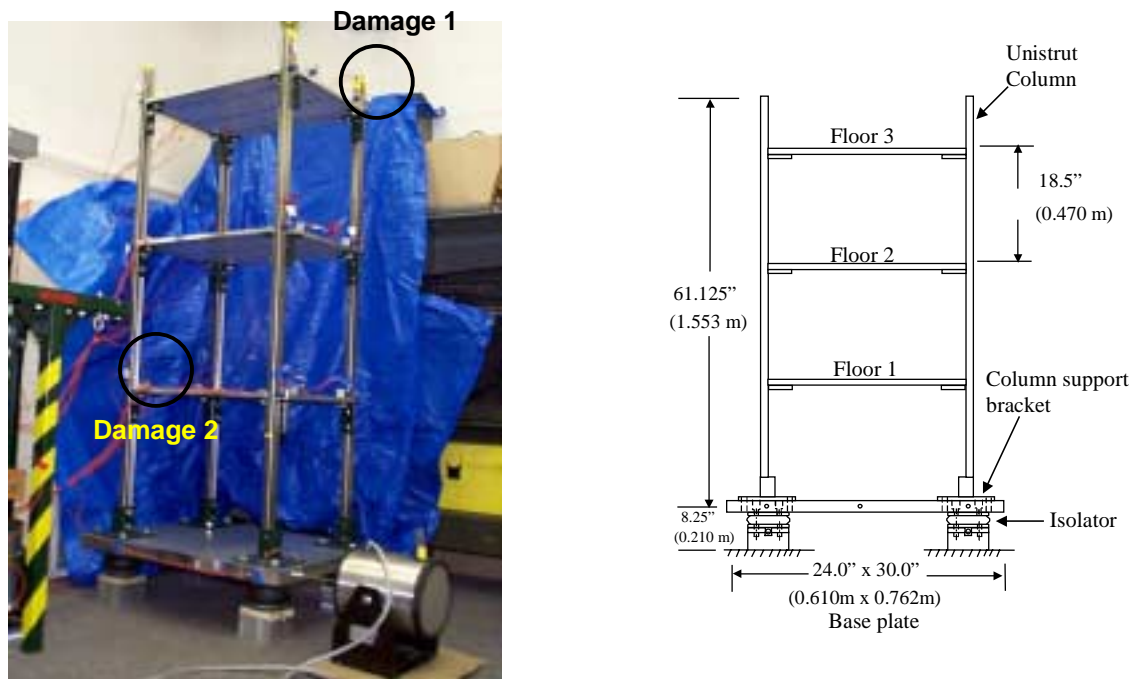 Damage 1
Damage 2
Unistrut
Column
Floor 3
18.5”
(0.470 m)
Floor 2
61.125”
(1.553 m)
Floor 1
Column support
bracket
8.25”
(0.210 m)
Isolator
24.0” x 30.0”
(0.610m x 0.762m)
Base plate